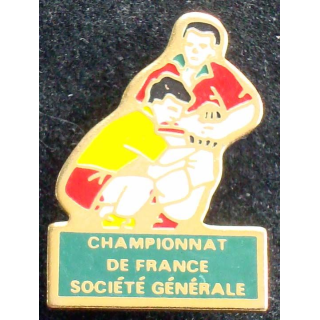 CHAMPIONNAT
DE FRANCE
SOCIÉTÉ GÉNÉRALE